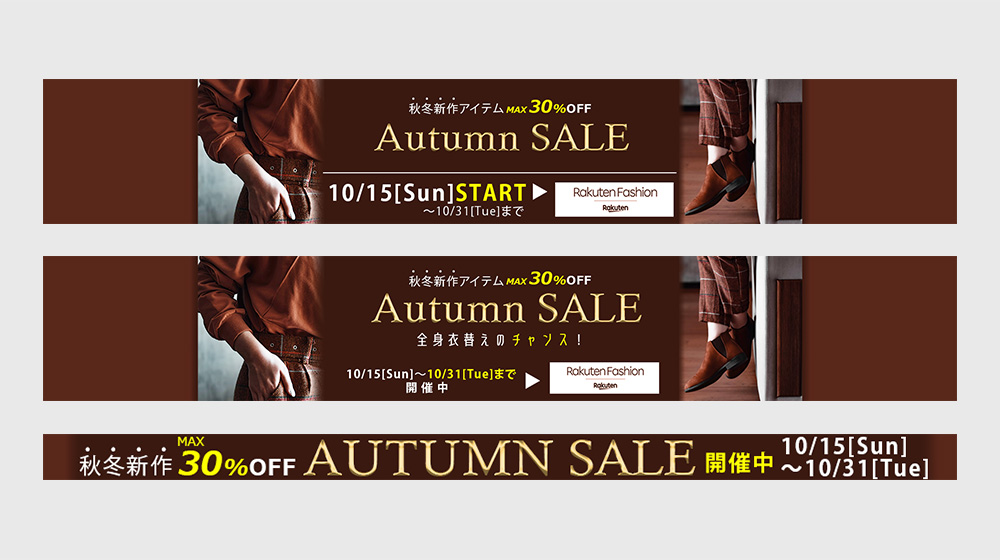 秋冬新作アイテム MAX 30%OFF
Autumn SALE
10/15[Sun]START
～10/31[Tue]まで
Rakuten Fashion
Rakuten
秋冬新作アイテム MAX 30%OFF
Autumn SALE
全身衣替えのチャンス!
10/15[Sun]～10/31[Tue]まで
開催中
Rakuten Fashion
Rakuten
秋冬新作 MAX 30%OFF AUTUMN SALE 開催中 10/15[Sun]
～10/31[Tue]